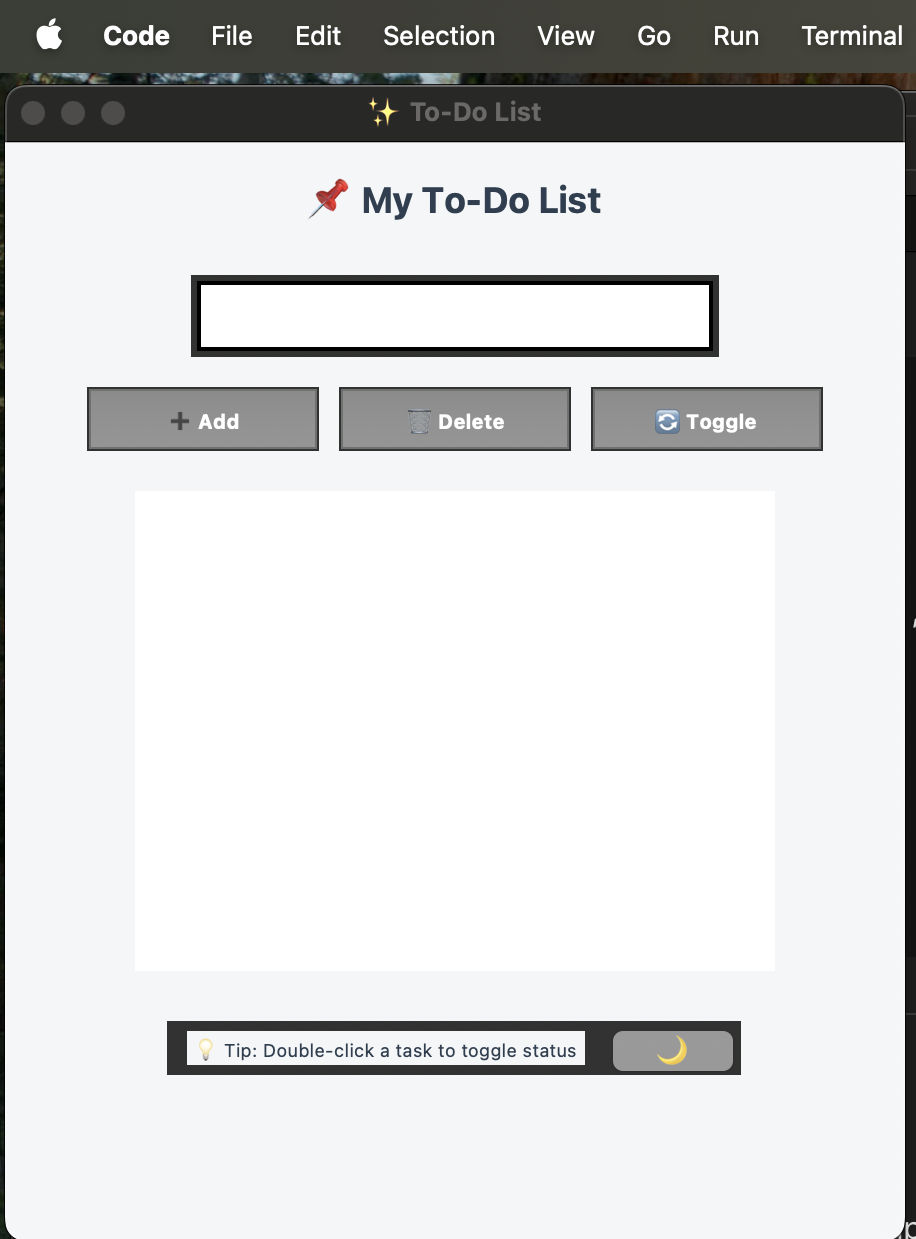 Code File Edit Selection View Go Run Terminal
✨ To-Do List
📌 My To-Do List
➕ Add 🗑️ Delete 🔄 Toggle
💡 Tip: Double-click a task to toggle status 🌙